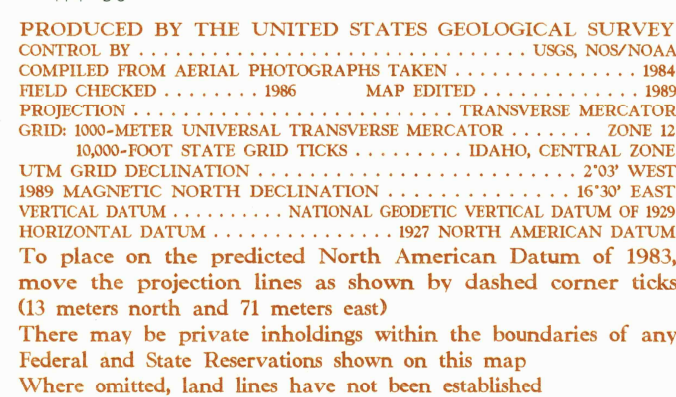 PRODUCED BY THE UNITED STATES GEOLOGICAL SURVEY
CONTROL BY . . . . . . . . . . . . . . . . . . . . . . . . . . . . . . . . USGS, NOS/NOAA
COMPILED FROM AERIAL PHOTOGRAPHS TAKEN . . . . . . . . . . . . . . . 1984
FIELD CHECKED . . . . . . . . 1986 MAP EDITED . . . . . . . . . . . . . 1989
PROJECTION . . . . . . . . . . . . . . . . . . . . . . . . . . . TRANSVERSE MERCATOR
GRID: 1000-METER UNIVERSAL TRANSVERSE MERCATOR . . . . . . . ZONE 12
10,000-FOOT STATE GRID TICKS . . . . . . . . . IDAHO, CENTRAL ZONE
UTM GRID DECLINATION . . . . . . . . . . . . . . . . . . . . . . . . . . 2°03' WEST
1989 MAGNETIC NORTH DECLINATION . . . . . . . . . . . . . . . 16°30' EAST
VERTICAL DATUM . . . . . . . . . . NATIONAL GEODETIC VERTICAL DATUM OF 1929
HORIZONTAL DATUM . . . . . . . . . . . . . . . . . 1927 NORTH AMERICAN DATUM
To place on the predicted North American Datum of 1983,
move the projection lines as shown by dashed corner ticks
(13 meters north and 71 meters east)
There may be private inholdings within the boundaries of any
Federal and State Reservations shown on this map
Where omitted, land lines have not been established